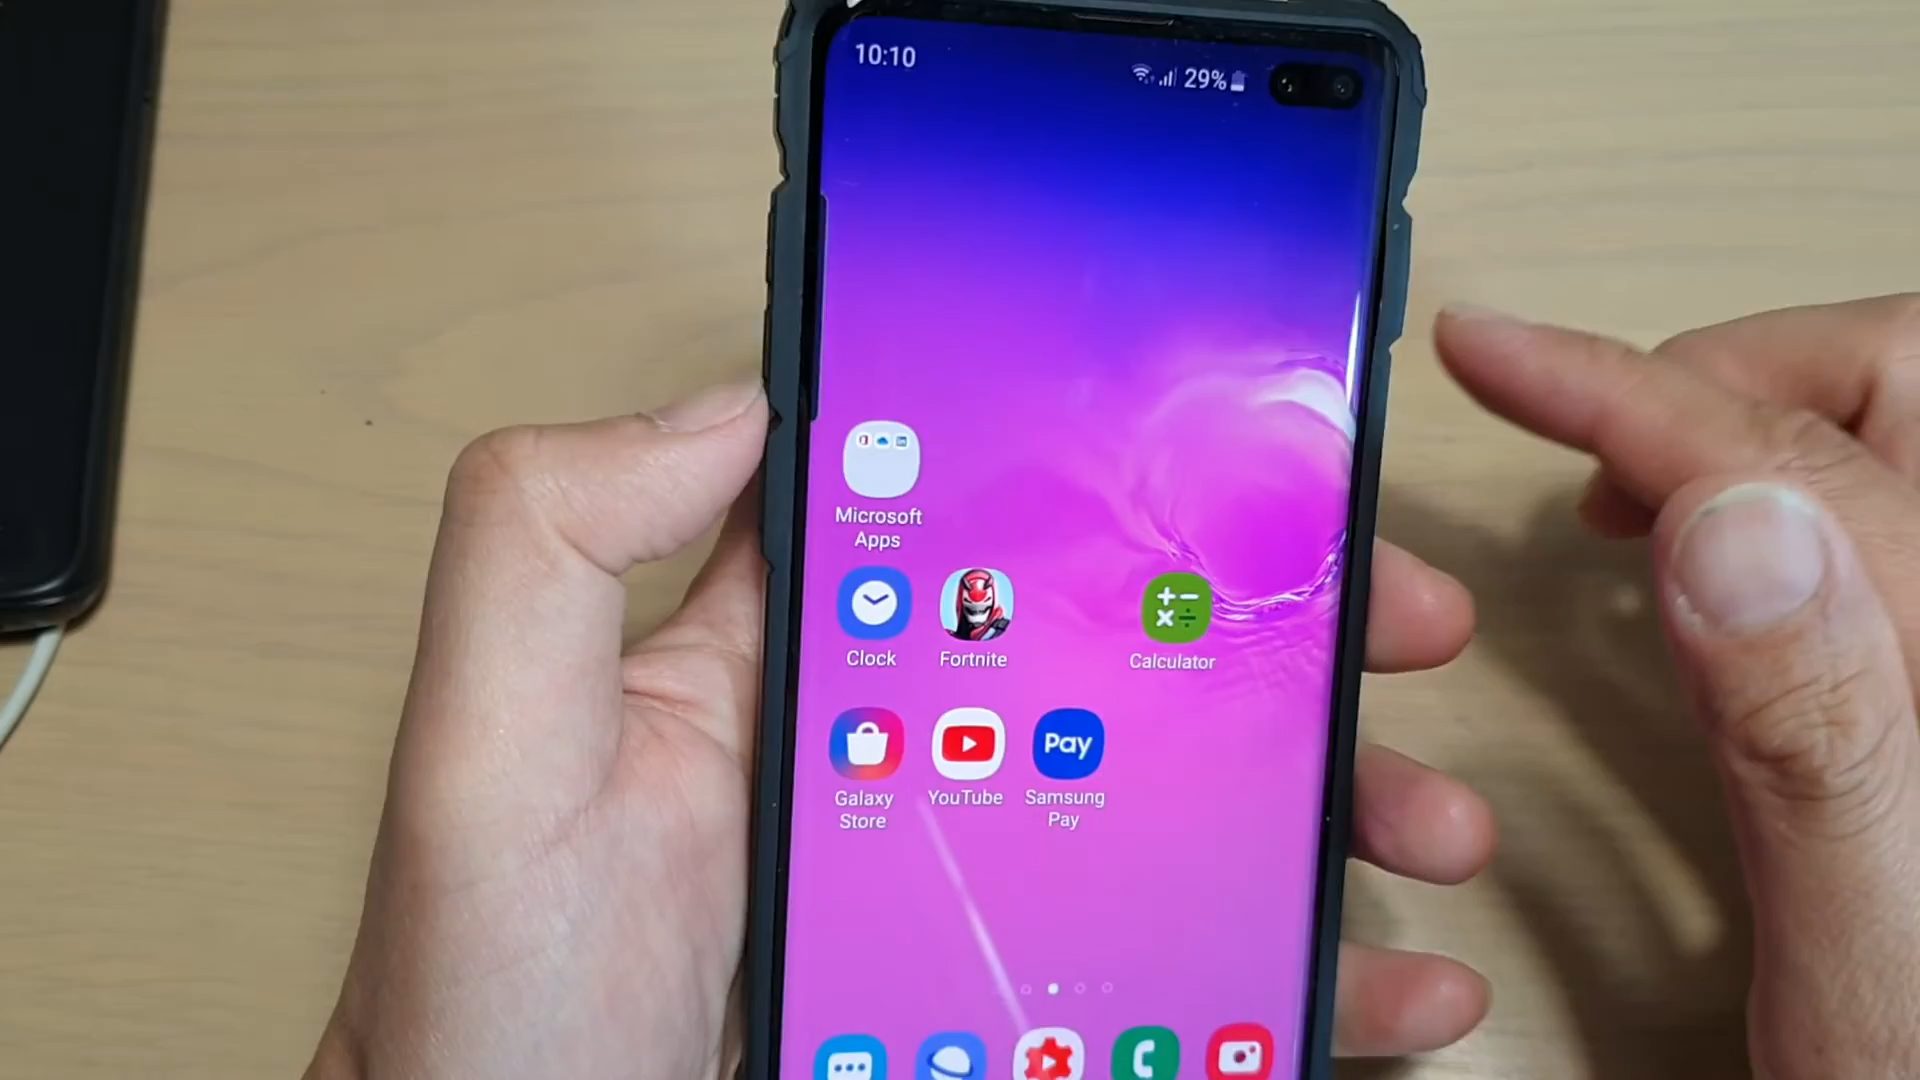 10:10
29%
Microsoft
Apps
Clock
Fortnite
Calculator
Pay
Galaxy
Store
YouTube
Samsung
Pay